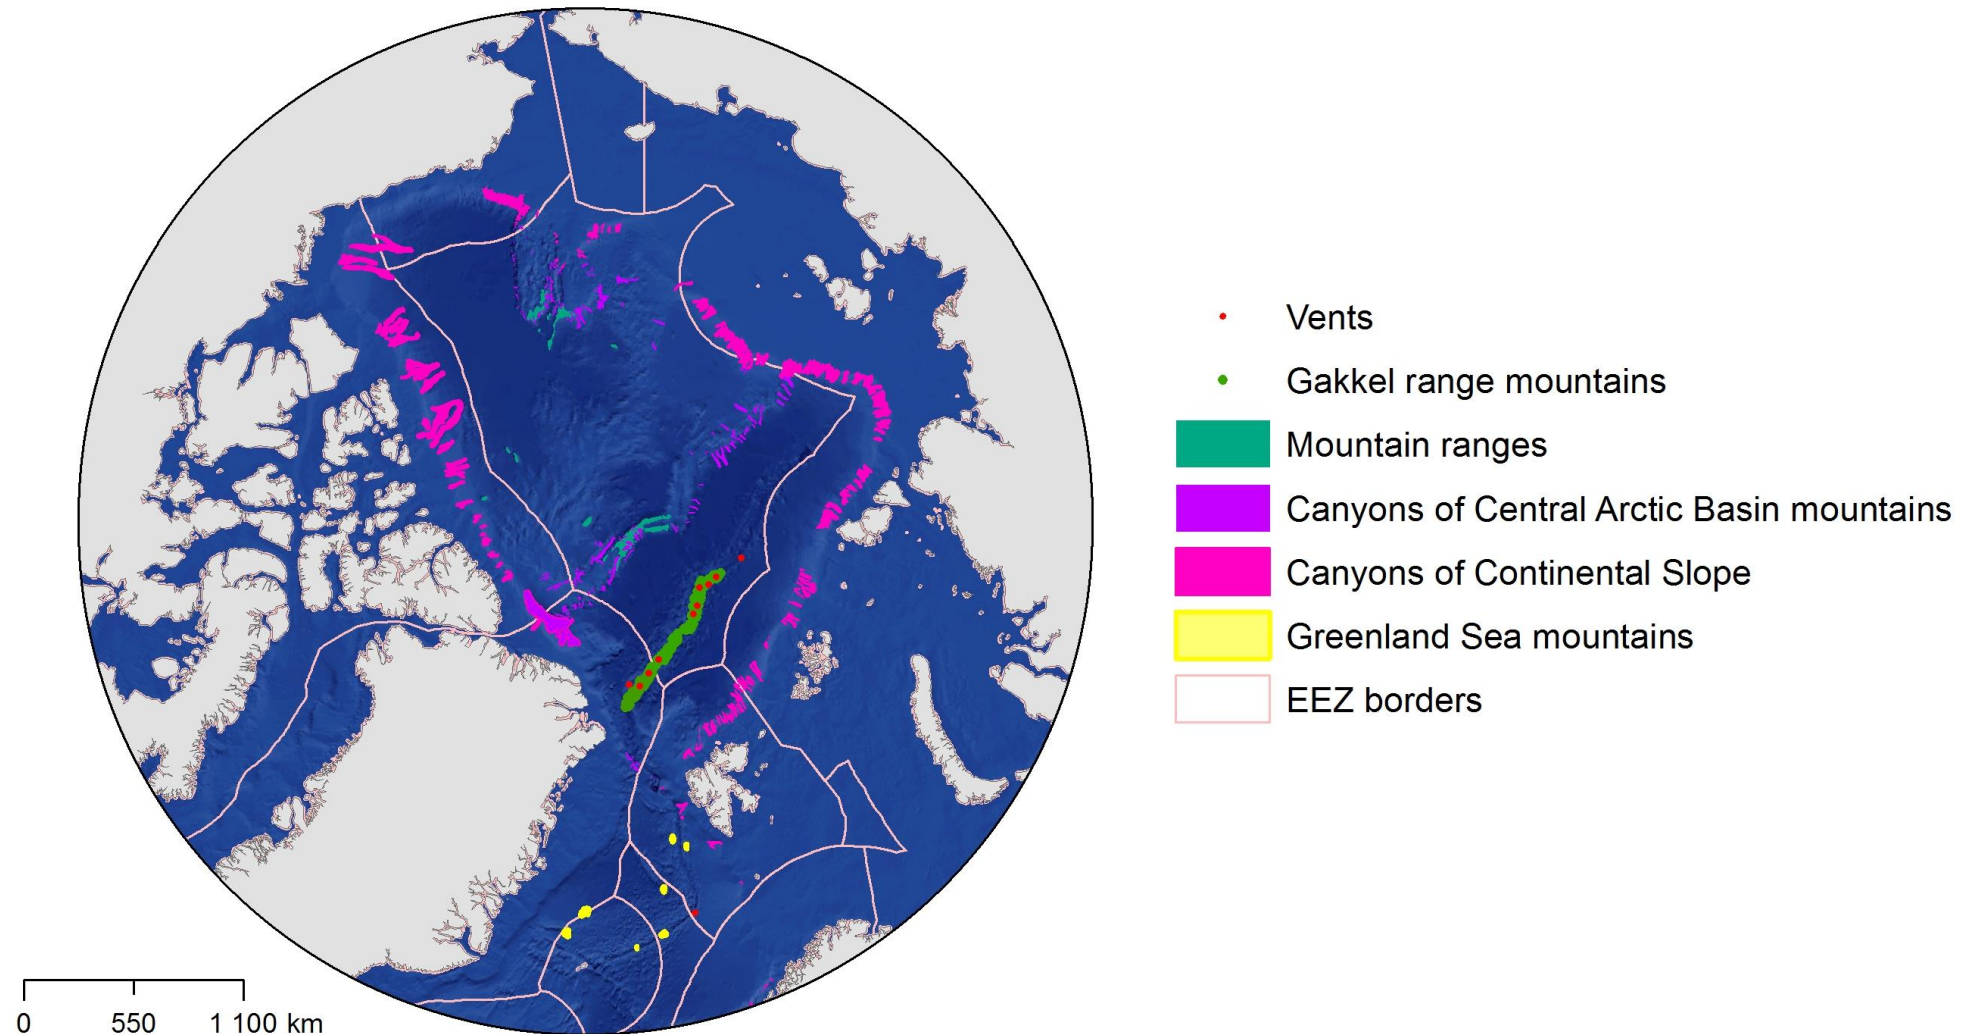 Vents
Gakkel range mountains
Mountain ranges
Canyons of Central Arctic Basin mountains
Canyons of Continental Slope
Greenland Sea mountains
EEZ borders
0 550 1 100 km